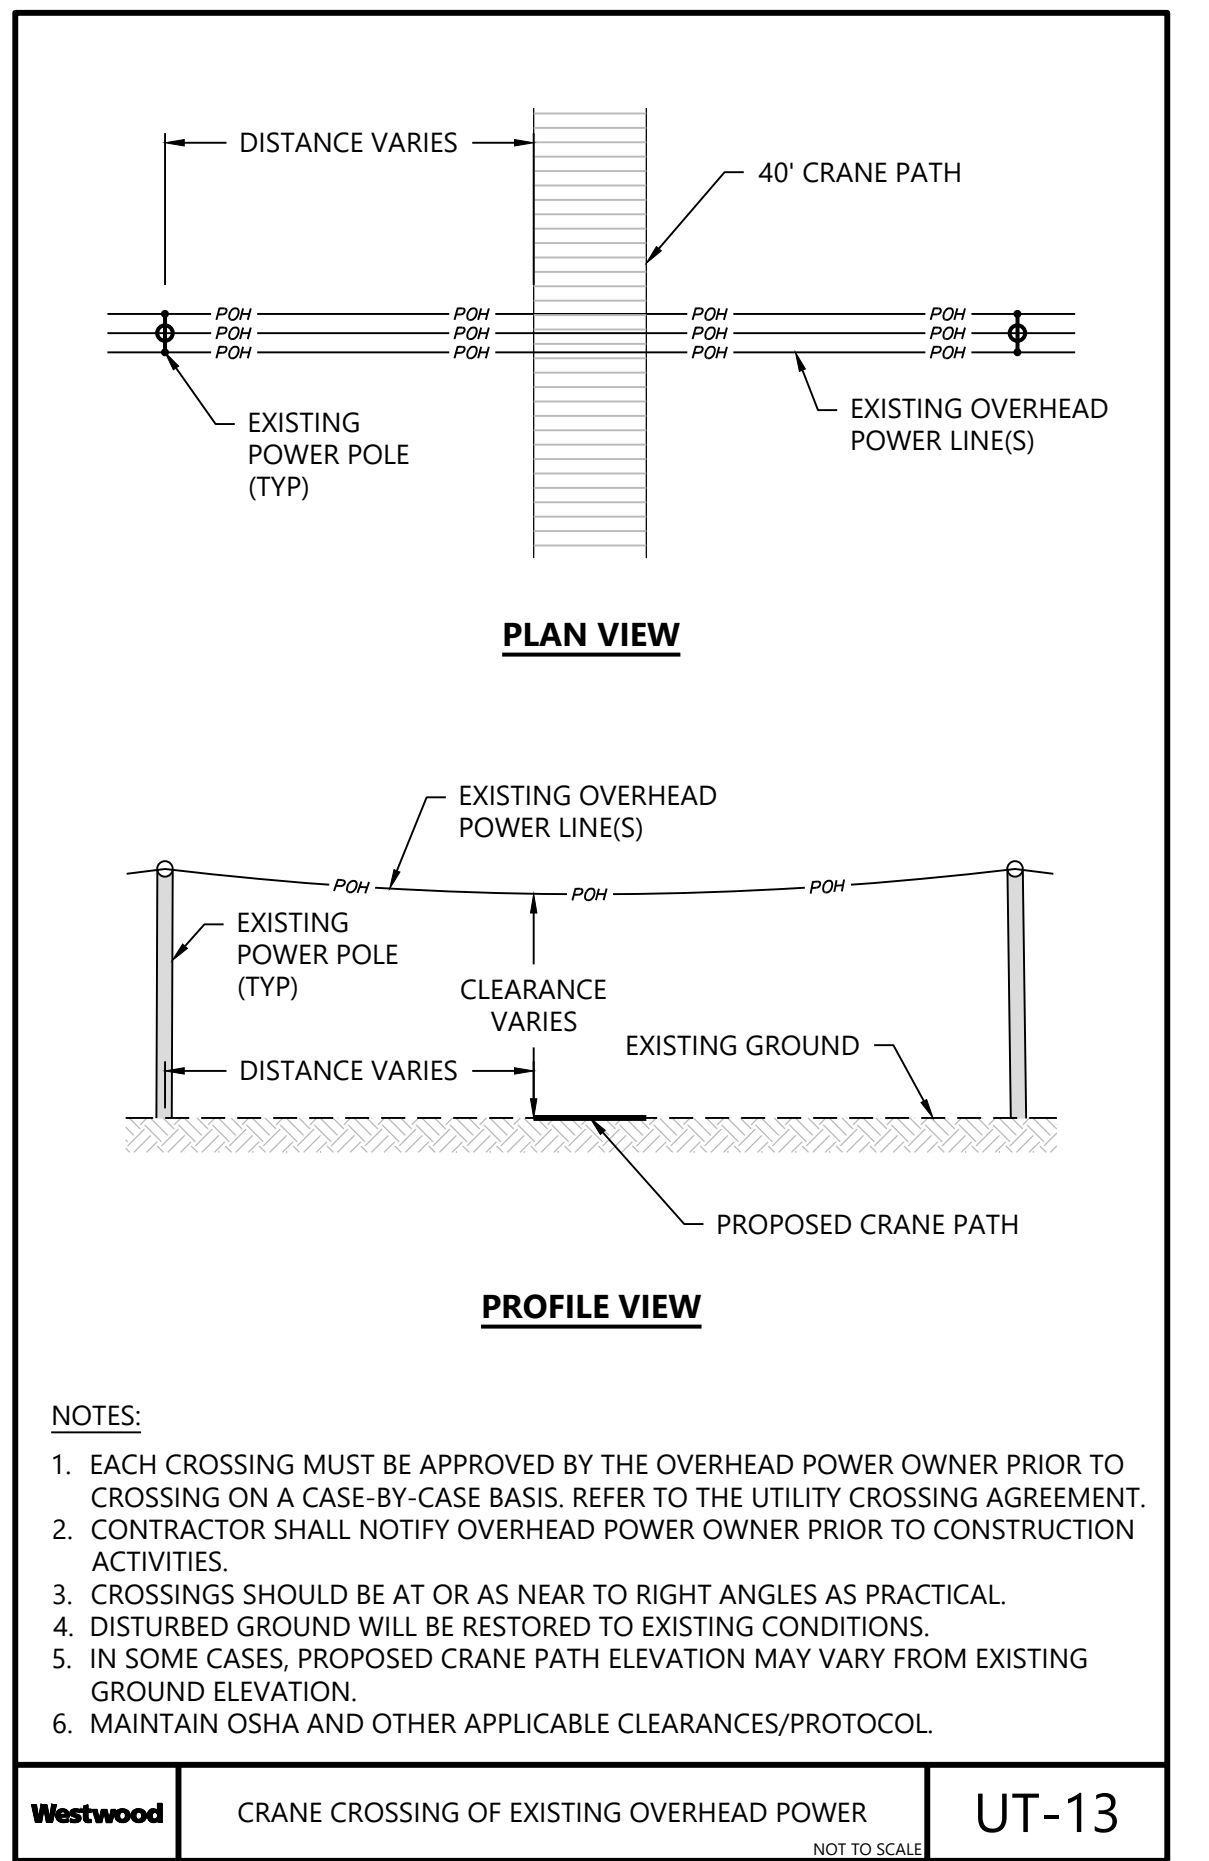 DISTANCE VARIES
40' CRANE PATH
POH POH POH POH
POH POH POH POH
POH POH POH POH
EXISTING
POWER POLE
(TYP)
EXISTING OVERHEAD
POWER LINE(S)
PLAN VIEW
EXISTING OVERHEAD
POWER LINE(S)
POH POH POH
EXISTING
POWER POLE
(TYP)
CLEARANCE
VARIES
EXISTING GROUND
DISTANCE VARIES
PROPOSED CRANE PATH
PROFILE VIEW
NOTES:
1. EACH CROSSING MUST BE APPROVED BY THE OVERHEAD POWER OWNER PRIOR TO
CROSSING ON A CASE-BY-CASE BASIS. REFER TO THE UTILITY CROSSING AGREEMENT.
2. CONTRACTOR SHALL NOTIFY OVERHEAD POWER OWNER PRIOR TO CONSTRUCTION
ACTIVITIES.
3. CROSSINGS SHOULD BE AT OR AS NEAR TO RIGHT ANGLES AS PRACTICAL.
4. DISTURBED GROUND WILL BE RESTORED TO EXISTING CONDITIONS.
5. IN SOME CASES, PROPOSED CRANE PATH ELEVATION MAY VARY FROM EXISTING
GROUND ELEVATION.
6. MAINTAIN OSHA AND OTHER APPLICABLE CLEARANCES/PROTOCOL.
Westwood
CRANE CROSSING OF EXISTING OVERHEAD POWER
NOT TO SCALE
UT-13